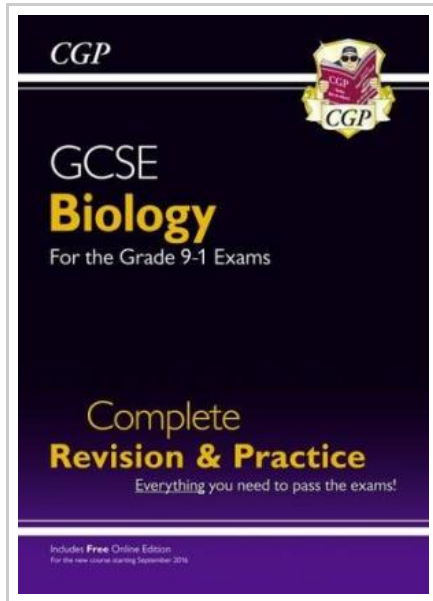 CGP
CGP
CGP
GCSE
Biology
For the Grade 9-1 Exams
Complete
Revision & Practice
Everything you need to pass the exams!
Includes Free Online Edition
For the new course starting September 2016